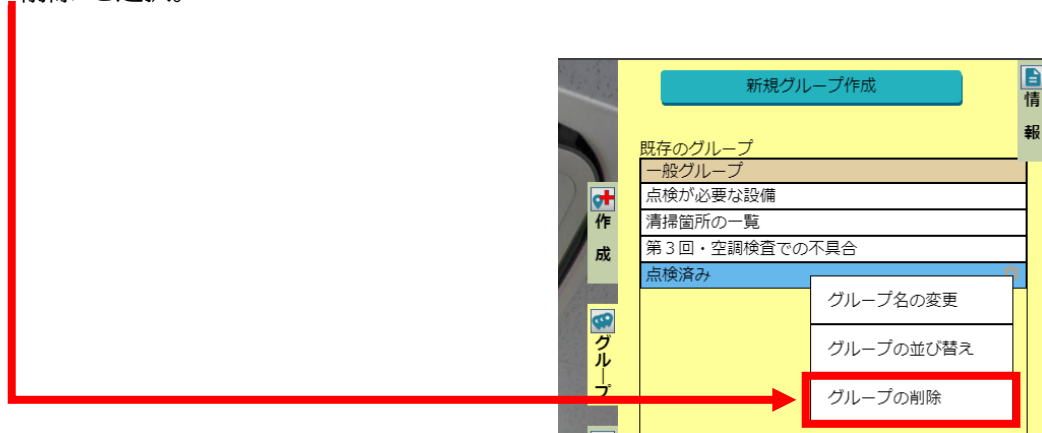 新規グループ作成
情報
既存のグループ
一般グループ
点検が必要な設備
清掃箇所の一覧
第3回・空調検査での不具合
点検済み
作成
グループ
グループ名の変更
グループの並び替え
グループの削除